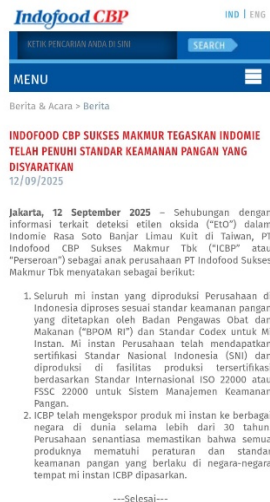 Indofood CBP
IND | ENG
KETIK PENCARIAN ANDA DI SINI
SEARCH
MENU
Berita & Acara > Berita
INDOFOOD CBP SUKSES MAKMUR TEGASKAN INDOMIE
TELAH PENUHI STANDAR KEAMANAN PANGAN YANG
DISYARATKAN
12/09/2025
Jakarta, 12 September 2025 – Sehubungan dengan
informasi terkait deteksi etilen oksida ("EtO") dalam
Indomie Rasa Soto Banjar Limau Kuit di Taiwan, PT
Indofood CBP Sukses Makmur Tbk ("ICBP" atau
"Perseroan") sebagai anak perusahaan PT Indofood Sukses
Makmur Tbk menyatakan sebagai berikut:
1. Seluruh mi instan yang diproduksi Perusahaan di
Indonesia diproses sesuai standar keamanan pangan
yang ditetapkan oleh Badan Pengawas Obat dan
Makanan ("BPOM RI") dan Standar Codex untuk Mi
Instan. Mi instan Perusahaan telah mendapatkan
sertifikasi Standar Nasional Indonesia (SNI) dan
diproduksi di fasilitas produksi tersertifikasi
berdasarkan Standar Internasional ISO 22000 atau
FSSC 22000 untuk Sistem Manajemen Keamanan
Pangan.
2. ICBP telah mengekspor produk mi instan ke berbagai
negara di dunia selama lebih dari 30 tahun.
Perusahaan senantiasa memastikan bahwa semua
produknya mematuhi peraturan dan standar
keamanan pangan yang berlaku di negara-negara
tempat mi instan ICBP dipasarkan.
---Selesai---